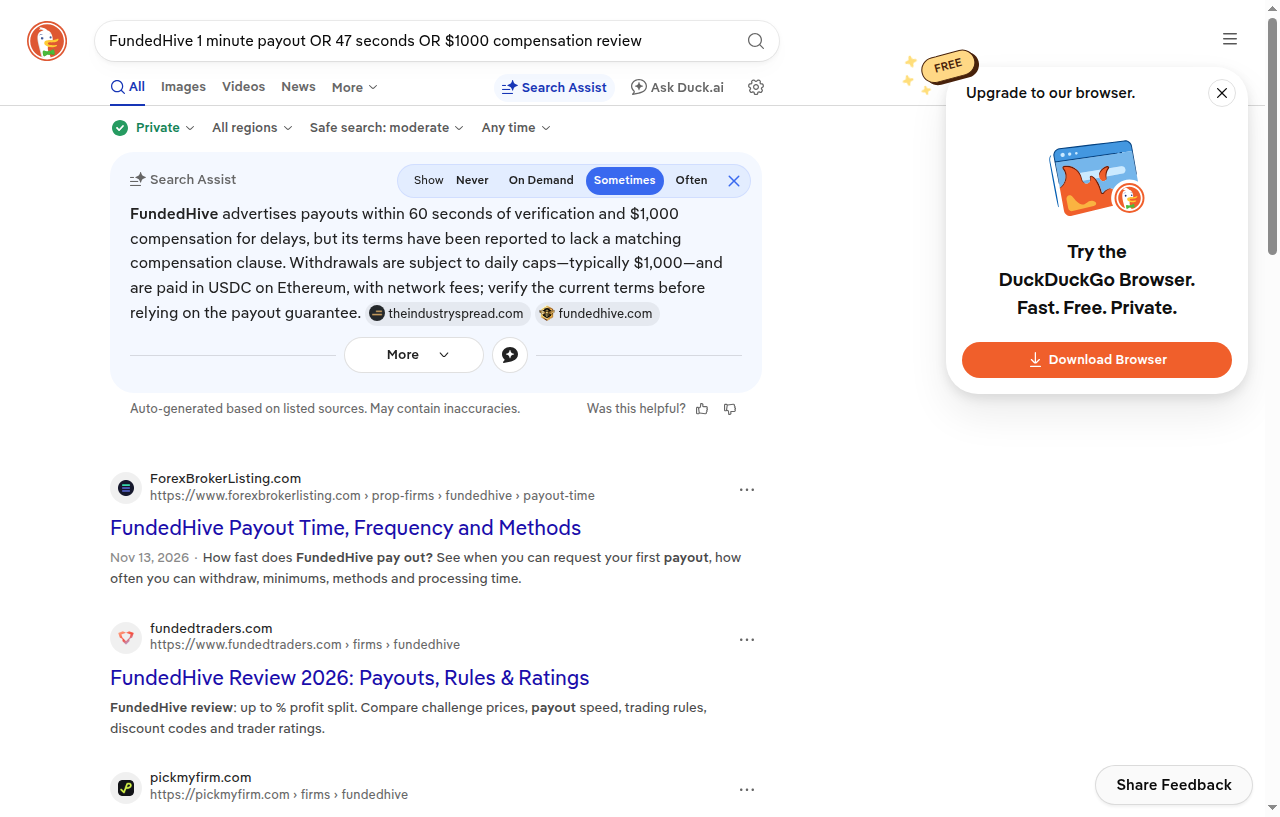 FundedHive 1 minute payout OR 47 seconds OR $1000 compensation review
All
Images
Videos
News
More
Search Assist
Ask Duck.ai
FREE
Upgrade to our browser.
Private
All regions
Safe search: moderate
Any time
Search Assist
Show
Never
On Demand
Sometimes
Often
FundedHive advertises payouts within 60 seconds of verification and $1,000
compensation for delays, but its terms have been reported to lack a matching
compensation clause. Withdrawals are subject to daily caps—typically $1,000—and
are paid in USDC on Ethereum, with network fees; verify the current terms before
relying on the payout guarantee. theindustryspread.com fundedhive.com
More
Auto-generated based on listed sources. May contain inaccuracies.
Was this helpful?
Try the
DuckDuckGo Browser.
Fast. Free. Private.
Download Browser
ForexBrokerListing.com
https://www.forexbrokerlisting.com › prop-firms › fundedhive › payout-time
FundedHive Payout Time, Frequency and Methods
Nov 13, 2026 · How fast does FundedHive pay out? See when you can request your first payout, how
often you can withdraw, minimums, methods and processing time.
fundedtraders.com
https://www.fundedtraders.com › firms › fundedhive
FundedHive Review 2026: Payouts, Rules & Ratings
FundedHive review: up to % profit split. Compare challenge prices, payout speed, trading rules,
discount codes and trader ratings.
pickmyfirm.com
https://pickmyfirm.com › firms › fundedhive
Share Feedback